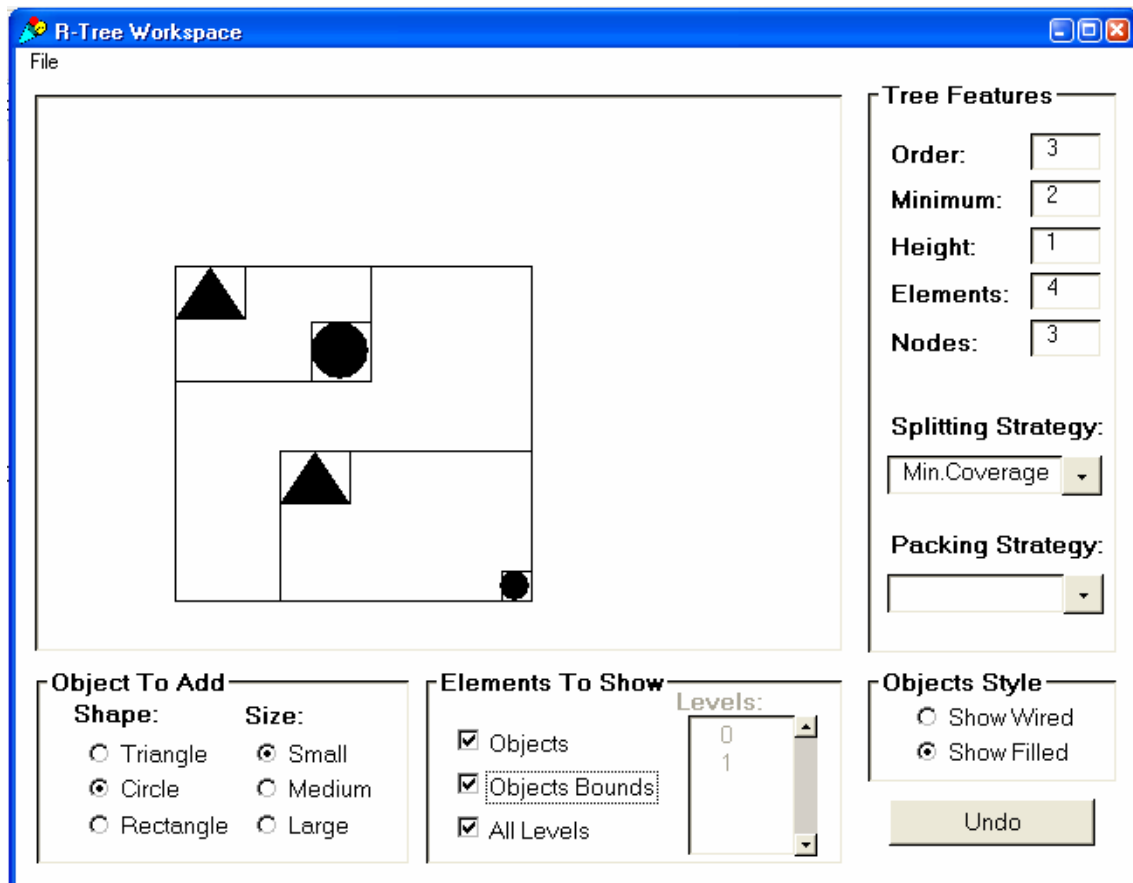 R-Tree Workspace
File
Tree Features
Order: 3
Minimum: 2
Height: 1
Elements: 4
Nodes: 3
Splitting Strategy:
Min.Coverage
Packing Strategy:
Object To Add
Shape: Size:
Triangle Small
Circle Medium
Rectangle Large
Elements To Show
Levels:
Objects
Objects Bounds
All Levels
0
1
Objects Style
Show Wired
Show Filled
Undo